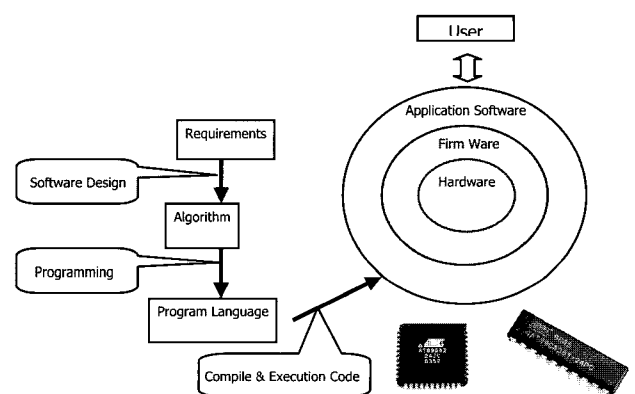 User
Application Software
Firm Ware
Hardware
Requirements
Software Design
Algorithm
Programming
Program Language
Compile & Execution Code